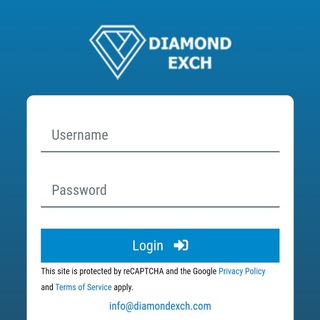 DIAMOND
EXCH
Username
Password
Login
This site is protected by reCAPTCHA and the Google Privacy Policy
and Terms of Service apply.
info@diamondexch.com